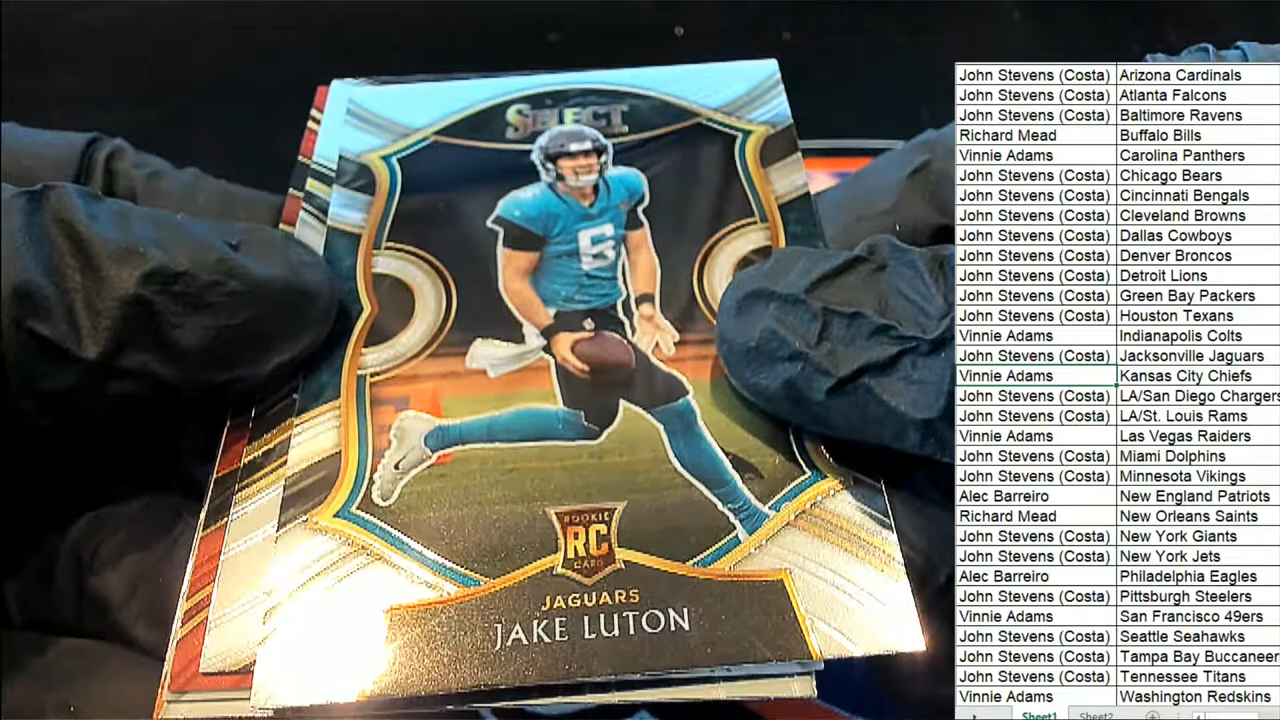 SELECT
6
ROOKIE
RC
CARD
JAGUARS
JAKE LUTON
John Stevens (Costa) Arizona Cardinals
John Stevens (Costa) Atlanta Falcons
John Stevens (Costa) Baltimore Ravens
Richard Mead Buffalo Bills
Vinnie Adams Carolina Panthers
John Stevens (Costa) Chicago Bears
John Stevens (Costa) Cincinnati Bengals
John Stevens (Costa) Cleveland Browns
John Stevens (Costa) Dallas Cowboys
John Stevens (Costa) Denver Broncos
John Stevens (Costa) Detroit Lions
John Stevens (Costa) Green Bay Packers
John Stevens (Costa) Houston Texans
Vinnie Adams Indianapolis Colts
John Stevens (Costa) Jacksonville Jaguars
Vinnie Adams Kansas City Chiefs
John Stevens (Costa) LA/San Diego Chargers
John Stevens (Costa) LA/St. Louis Rams
Vinnie Adams Las Vegas Raiders
John Stevens (Costa) Miami Dolphins
John Stevens (Costa) Minnesota Vikings
Alec Barreiro New England Patriots
Richard Mead New Orleans Saints
John Stevens (Costa) New York Giants
John Stevens (Costa) New York Jets
Alec Barreiro Philadelphia Eagles
John Stevens (Costa) Pittsburgh Steelers
Vinnie Adams San Francisco 49ers
John Stevens (Costa) Seattle Seahawks
John Stevens (Costa) Tampa Bay Buccaneer
John Stevens (Costa) Tennessee Titans
Vinnie Adams Washington Redskins
Sheet1 Sheet2